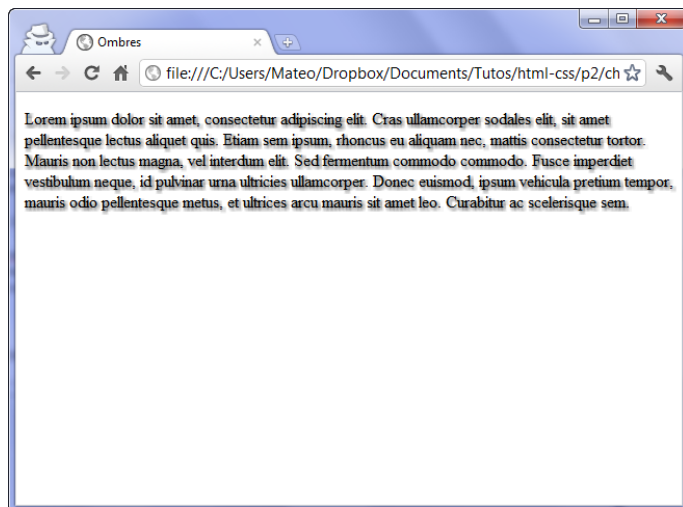 Ombres
file:///C:/Users/Mateo/Dropbox/Documents/Tutos/html-css/p2/ch
Lorem ipsum dolor sit amet, consectetur adipiscing elit. Cras ullamcorper sodales elit, sit amet
pellentesque lectus aliquet quis. Etiam sem ipsum, rhoncus eu aliquam nec, mattis consectetur tortor.
Mauris non lectus magna, vel interdum elit. Sed fermentum commodo commodo. Fusce imperdiet
vestibulum neque, id pulvinar urna ultricies ullamcorper. Donec euismod, ipsum vehicula pretium tempor,
mauris odio pellentesque metus, et ultrices arcu mauris sit amet leo. Curabitur ac scelerisque sem.